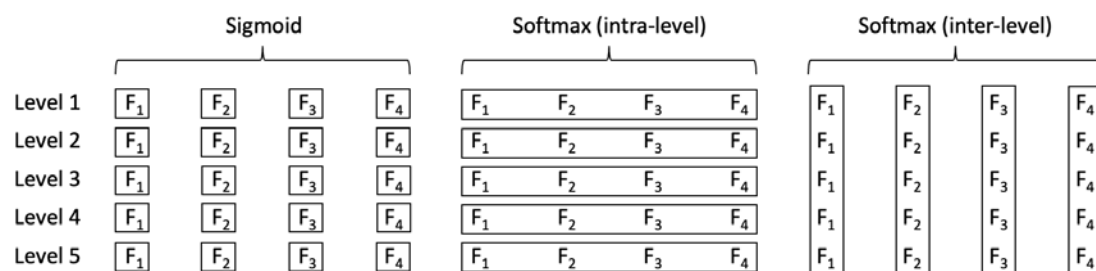 Sigmoid Softmax (intra-level) Softmax (inter-level)
Level 1 F1 F2 F3 F4 F1 F2 F3 F4 F1 F2 F3 F4
Level 2 F1 F2 F3 F4 F1 F2 F3 F4 F1 F2 F3 F4
Level 3 F1 F2 F3 F4 F1 F2 F3 F4 F1 F2 F3 F4
Level 4 F1 F2 F3 F4 F1 F2 F3 F4 F1 F2 F3 F4
Level 5 F1 F2 F3 F4 F1 F2 F3 F4 F1 F2 F3 F4